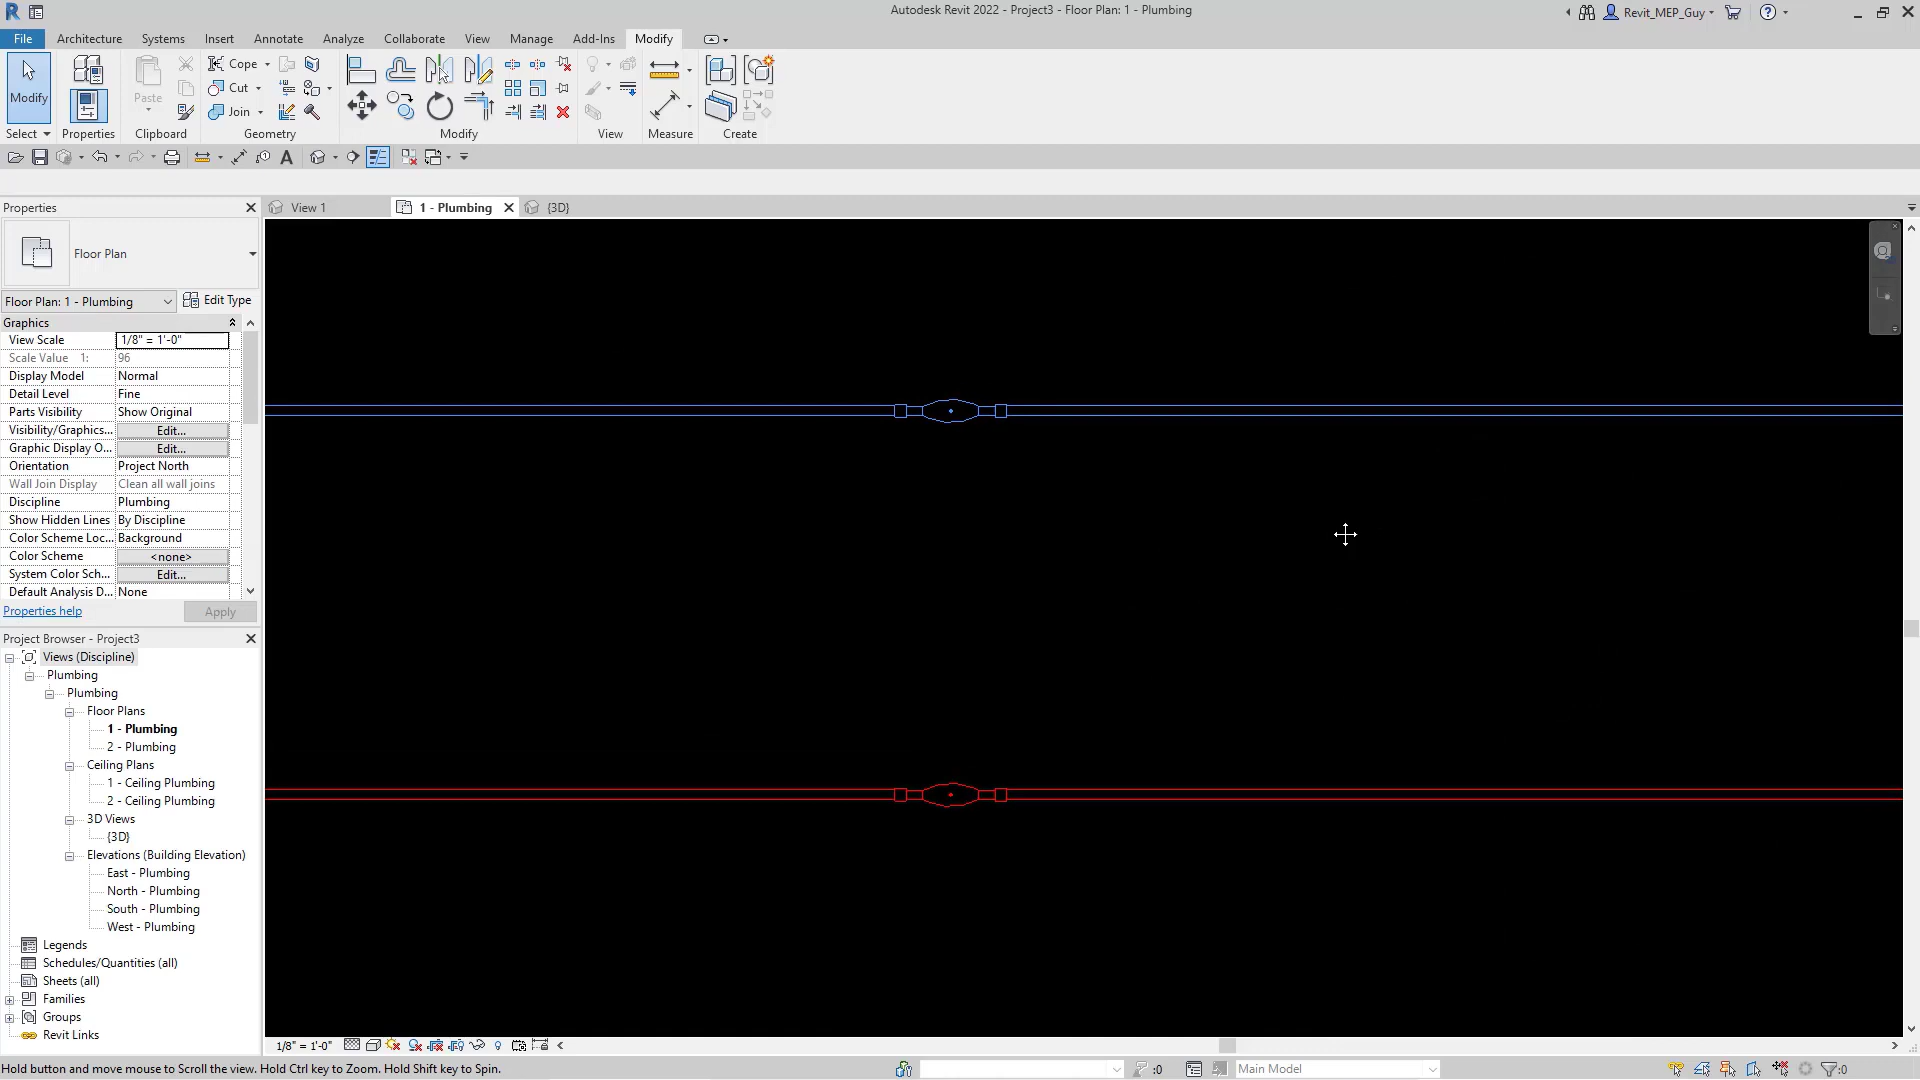 Autodesk Revit 2022 - Project3 - Floor Plan: 1 - Plumbing
Revit_MEP_Guy
File Architecture Systems Insert Annotate Analyze Collaborate View Manage Add-Ins Modify
Modify
Paste
Cope
Cut
Join
Select Properties Clipboard Geometry Modify View Measure Create
Properties
View 1
1 - Plumbing
{3D}
Floor Plan
Floor Plan: 1 - Plumbing
Edit Type
Graphics
View Scale 1/8" = 1'-0"
Scale Value 1: 96
Display Model Normal
Detail Level Fine
Parts Visibility Show Original
Visibility/Graphics... Edit...
Graphic Display O... Edit...
Orientation Project North
Wall Join Display Clean all wall joins
Discipline Plumbing
Show Hidden Lines By Discipline
Color Scheme Loc... Background
Color Scheme <none>
System Color Sch... Edit...
Default Analysis D... None
Properties help
Apply
Project Browser - Project3
Views (Discipline)
Plumbing
Plumbing
Floor Plans
1 - Plumbing
2 - Plumbing
Ceiling Plans
1 - Ceiling Plumbing
2 - Ceiling Plumbing
3D Views
{3D}
Elevations (Building Elevation)
East - Plumbing
North - Plumbing
South - Plumbing
West - Plumbing
Legends
Schedules/Quantities (all)
Sheets (all)
Families
Groups
Revit Links
1/8" = 1'-0"
Hold button and move mouse to Scroll the view. Hold Ctrl key to Zoom. Hold Shift key to Spin.
:0
Main Model
:0